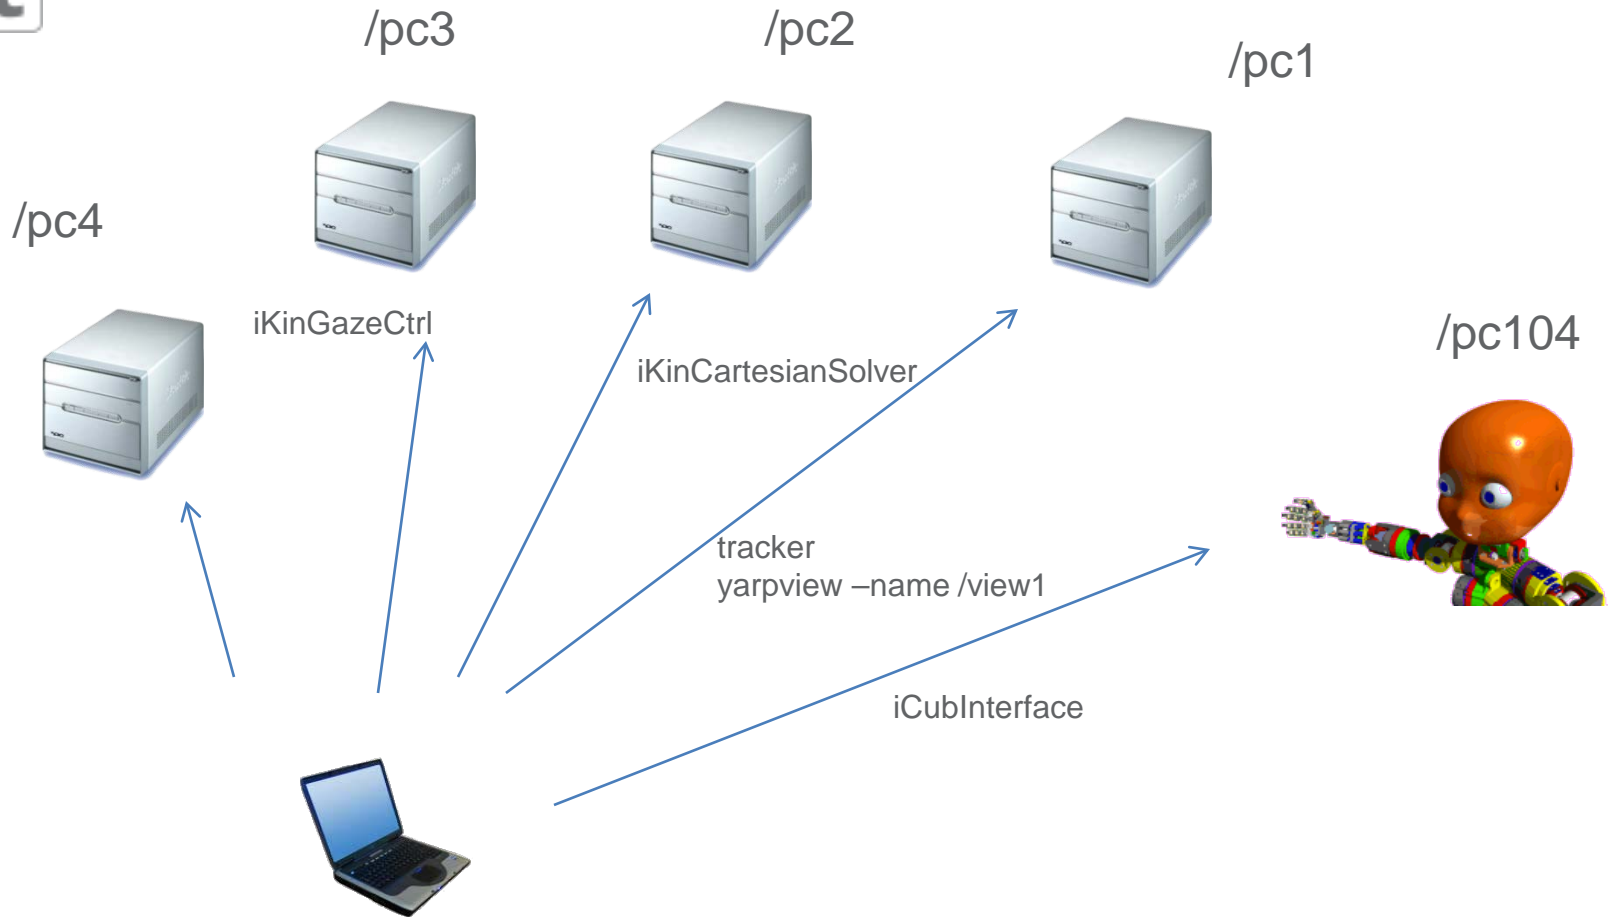 /pc3
/pc2
/pc1
/pc4
iKinGazeCtrl
/pc104
iKinCartesianSolver
tracker
yarpview –name /view1
iCubInterface